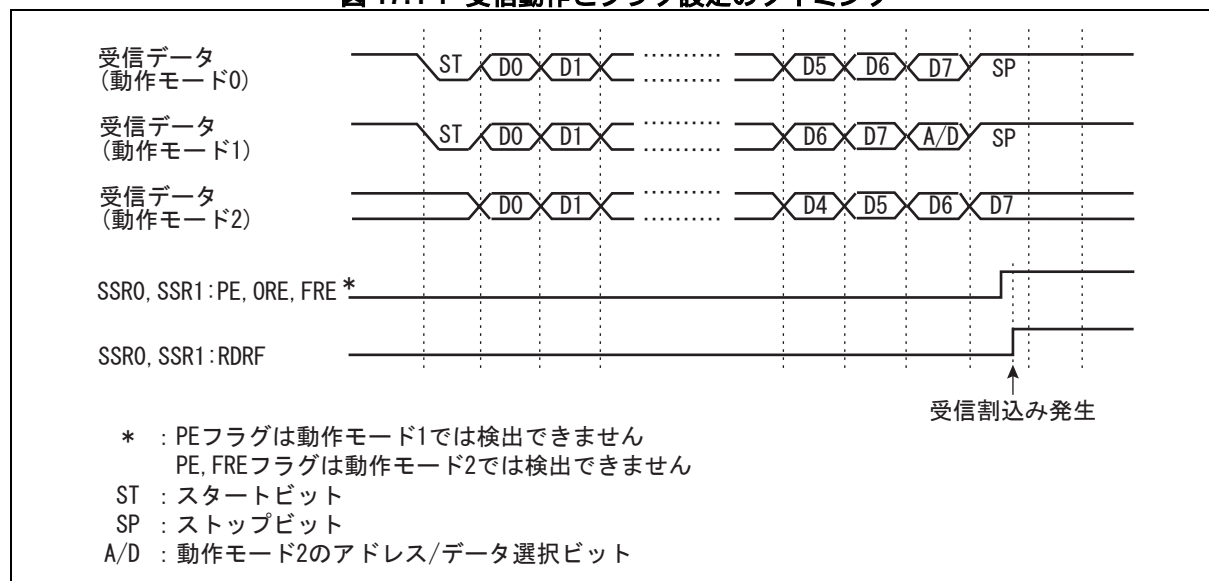 受信データ
(動作モード0)
ST D0 D1 ･････････ D5 D6 D7 SP
受信データ
(動作モード1)
ST D0 D1 ･････････ D6 D7 A/D SP
受信データ
(動作モード2)
D0 D1 ･････････ D4 D5 D6 D7
SSR0, SSR1:PE, ORE, FRE *
SSR0, SSR1:RDRF
受信割込み発生
* :PEフラグは動作モード1では検出できません
PE, FREフラグは動作モード2では検出できません
ST :スタートビット
SP :ストップビット
A/D :動作モード2のアドレス/データ選択ビット